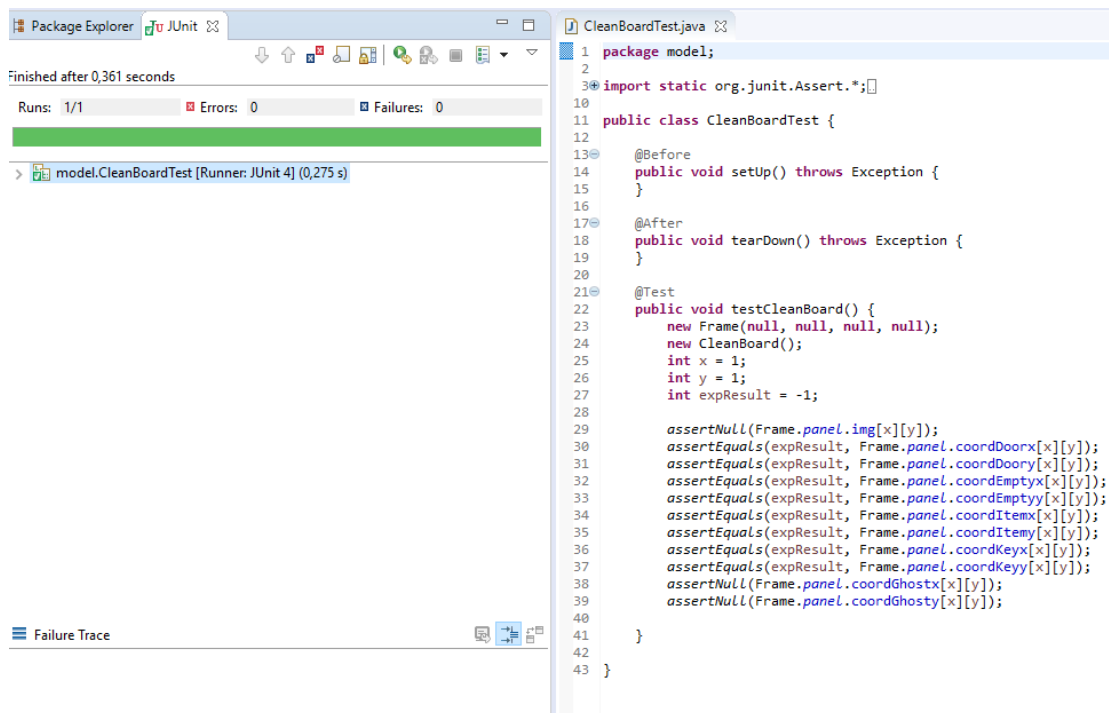 Package Explorer JUnit
Finished after 0,361 seconds
Runs: 1/1 Errors: 0 Failures: 0
model.CleanBoardTest [Runner: JUnit 4] (0,275 s)
Failure Trace
CleanBoardTest.java
1 package model;
2
3 import static org.junit.Assert.*;
10
11 public class CleanBoardTest {
12
13 @Before
14 public void setUp() throws Exception {
15 }
16
17 @After
18 public void tearDown() throws Exception {
19 }
20
21 @Test
22 public void testCleanBoard() {
23 new Frame(null, null, null, null);
24 new CleanBoard();
25 int x = 1;
26 int y = 1;
27 int expResult = -1;
28
29 assertNull(Frame.panel.img[x][y]);
30 assertEquals(expResult, Frame.panel.coordDoorx[x][y]);
31 assertEquals(expResult, Frame.panel.coordDoory[x][y]);
32 assertEquals(expResult, Frame.panel.coordEmptyx[x][y]);
33 assertEquals(expResult, Frame.panel.coordEmptyy[x][y]);
34 assertEquals(expResult, Frame.panel.coordItemx[x][y]);
35 assertEquals(expResult, Frame.panel.coordItemy[x][y]);
36 assertEquals(expResult, Frame.panel.coordKeyx[x][y]);
37 assertEquals(expResult, Frame.panel.coordKeyy[x][y]);
38 assertNull(Frame.panel.coordGhostx[x][y]);
39 assertNull(Frame.panel.coordGhosty[x][y]);
40
41 }
42
43 }